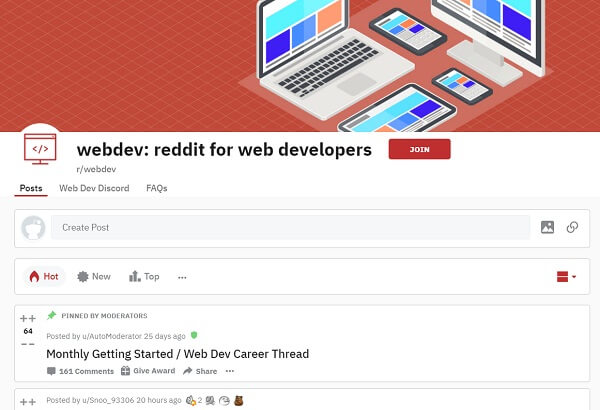 </>
webdev: reddit for web developers
JOIN
r/webdev
Posts Web Dev Discord FAQs
Create Post
Hot New Top ...
++
64
--
PINNED BY MODERATORS
Posted by u/AutoModerator 25 days ago
Monthly Getting Started / Web Dev Career Thread
161 Comments Give Award Share ...
++
Posted by u/Snoo_93306 20 hours ago 2